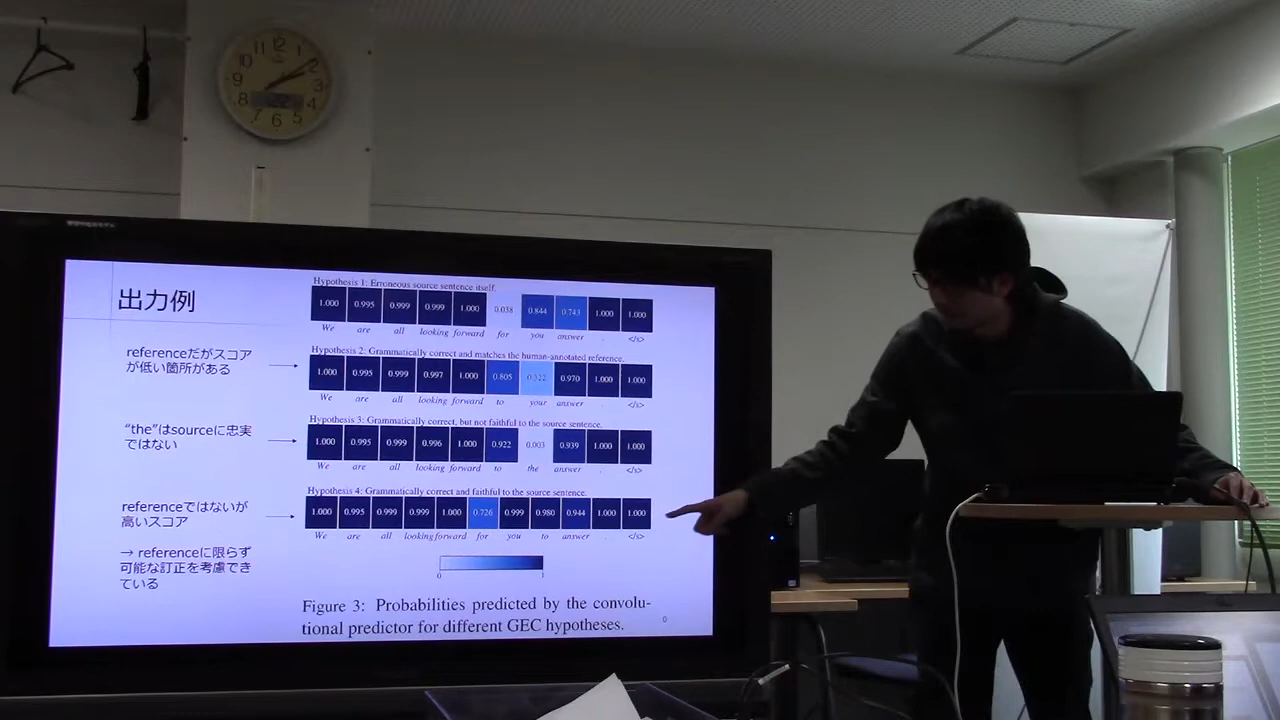 12
11
1
10
2
9
3
8
4
7
6
5
出力例
Hypothesis 1: Erroneous source sentence itself.
1.000 0.995 0.999 0.999 1.000 0.038 0.844 0.743 1.000 1.000
We are all looking forward for you answer . </s>
referenceだがスコア
が低い箇所がある
Hypothesis 2: Grammatically correct and matches the human-annotated reference.
1.000 0.995 0.999 0.997 1.000 0.805 0.322 0.970 1.000 1.000
We are all looking forward to your answer . </s>
"the"はsourceに忠実
ではない
Hypothesis 3: Grammatically correct, but not faithful to the source sentence.
1.000 0.995 0.999 0.996 1.000 0.922 0.003 0.939 1.000 1.000
We are all looking forward to the answer . </s>
referenceではないが
高いスコア
Hypothesis 4: Grammatically correct and faithful to the source sentence.
1.000 0.995 0.999 0.999 1.000 0.726 0.999 0.980 0.944 1.000 1.000
We are all looking forward for you to answer . </s>
→ referenceに限らず
可能な訂正を考慮でき
ている
0 1
Figure 3: Probabilities predicted by the convolu-
tional predictor for different GEC hypotheses.
0